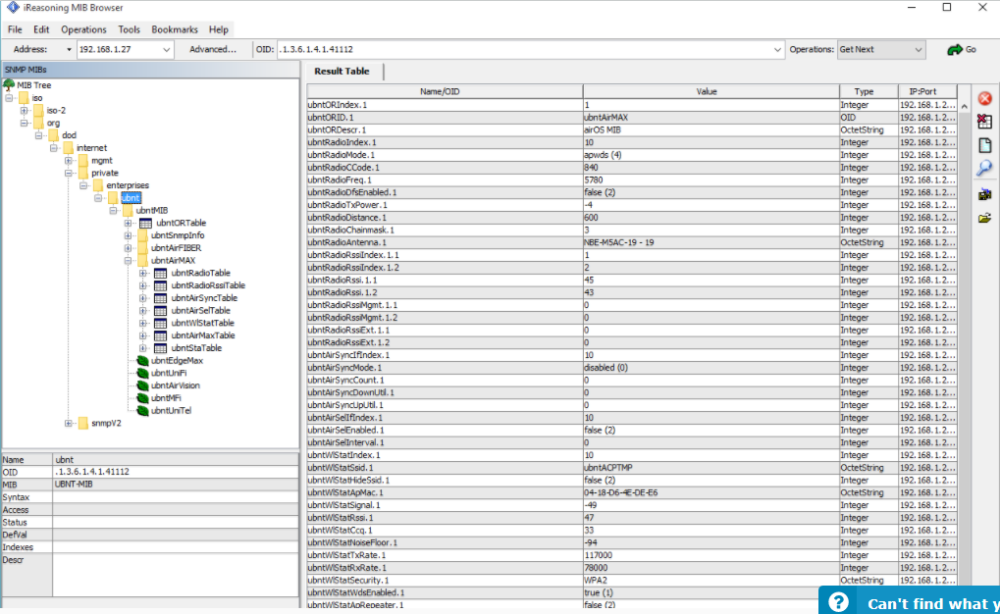 iReasoning MIB Browser
File Edit Operations Tools Bookmarks Help
Address: 192.168.1.27 Advanced... OID: .1.3.6.1.4.1.41112 Operations: Get Next Go
SNMP MIBs
MIB Tree
iso
iso-2
org
dod
internet
mgmt
private
enterprises
ubnt
ubntMIB
ubntORTable
ubntSnmpInfo
ubntAirFIBER
ubntAirMAX
ubntRadioTable
ubntRadioRssiTable
ubntAirSyncTable
ubntAirSelTable
ubntWlStatTable
ubntAirMaxTable
ubntStaTable
ubntEdgeMax
ubntUniFi
ubntAirVision
ubntMFi
ubntUniTel
snmpV2
Name ubnt
OID .1.3.6.1.4.1.41112
MIB UBNT-MIB
Syntax
Access
Status
DefVal
Indexes
Descr
Result Table
Name/OID Value Type IP:Port
ubntORIndex.1 1 Integer 192.168.1.2...
ubntORID.1 ubntAirMAX OID 192.168.1.2...
ubntORDescr.1 airOS MIB OctetString 192.168.1.2...
ubntRadioIndex.1 10 Integer 192.168.1.2...
ubntRadioMode.1 apwds (4) Integer 192.168.1.2...
ubntRadioCCode.1 840 Integer 192.168.1.2...
ubntRadioFreq.1 5780 Integer 192.168.1.2...
ubntRadioDfsEnabled.1 false (2) Integer 192.168.1.2...
ubntRadioTxPower.1 -4 Integer 192.168.1.2...
ubntRadioDistance.1 600 Integer 192.168.1.2...
ubntRadioChainmask.1 3 Integer 192.168.1.2...
ubntRadioAntenna.1 NBE-M5AC-19 - 19 OctetString 192.168.1.2...
ubntRadioRssiIndex.1.1 1 Integer 192.168.1.2...
ubntRadioRssiIndex.1.2 2 Integer 192.168.1.2...
ubntRadioRssi.1.1 45 Integer 192.168.1.2...
ubntRadioRssi.1.2 43 Integer 192.168.1.2...
ubntRadioRssiMgmt.1.1 0 Integer 192.168.1.2...
ubntRadioRssiMgmt.1.2 0 Integer 192.168.1.2...
ubntRadioRssiExt.1.1 0 Integer 192.168.1.2...
ubntRadioRssiExt.1.2 0 Integer 192.168.1.2...
ubntAirSyncIfIndex.1 10 Integer 192.168.1.2...
ubntAirSyncMode.1 disabled (0) Integer 192.168.1.2...
ubntAirSyncCount.1 0 Integer 192.168.1.2...
ubntAirSyncDownUtil.1 0 Integer 192.168.1.2...
ubntAirSyncUpUtil.1 0 Integer 192.168.1.2...
ubntAirSelIfIndex.1 10 Integer 192.168.1.2...
ubntAirSelEnabled.1 false (2) Integer 192.168.1.2...
ubntAirSelInterval.1 0 Integer 192.168.1.2...
ubntWlStatIndex.1 10 Integer 192.168.1.2...
ubntWlStatSsid.1 ubntACPTMP OctetString 192.168.1.2...
ubntWlStatHideSsid.1 false (2) Integer 192.168.1.2...
ubntWlStatApMac.1 04-18-D6-4E-DE-E6 OctetString 192.168.1.2...
ubntWlStatSignal.1 -49 Integer 192.168.1.2...
ubntWlStatRssi.1 47 Integer 192.168.1.2...
ubntWlStatCcq.1 33 Integer 192.168.1.2...
ubntWlStatNoiseFloor.1 -94 Integer 192.168.1.2...
ubntWlStatTxRate.1 117000 Integer 192.168.1.2...
ubntWlStatRxRate.1 78000 Integer 192.168.1.2...
ubntWlStatSecurity.1 WPA2 OctetString 192.168.1.2...
ubntWlStatWdsEnabled.1 true (1)
ubntWlStatApRepeater.1 false (2)
? Can't find what y